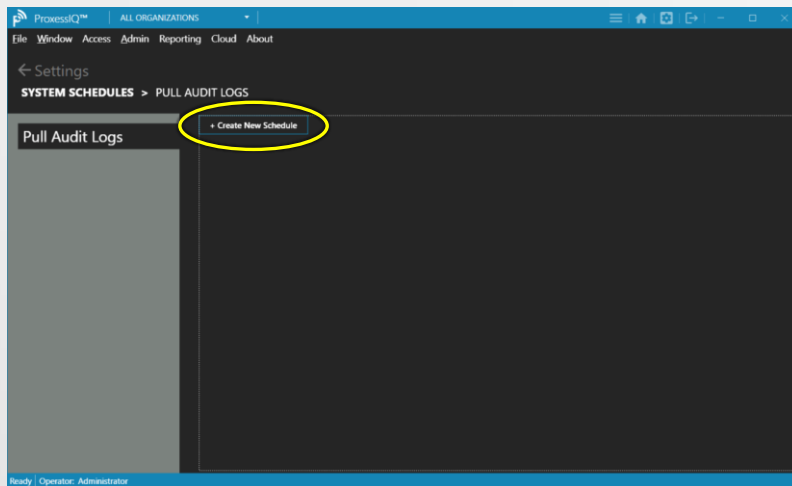 ProxessIQ™ ALL ORGANIZATIONS
File Window Access Admin Reporting Cloud About
← Settings
SYSTEM SCHEDULES > PULL AUDIT LOGS
+ Create New Schedule
Pull Audit Logs
Ready Operator: Administrator